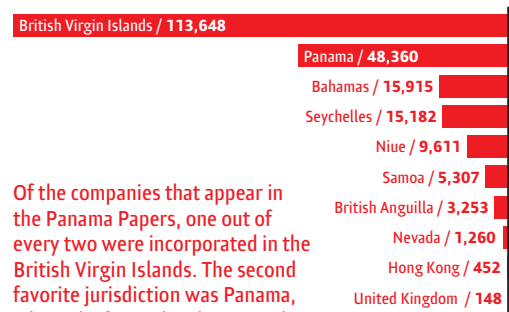 British Virgin Islands / 113,648
Panama / 48,360
Bahamas / 15,915
Seychelles / 15,182
Niue / 9,611
Samoa / 5,307
British Anguilla / 3,253
Nevada / 1,260
Hong Kong / 452
United Kingdom / 148
Of the companies that appear in
the Panama Papers, one out of
every two were incorporated in the
British Virgin Islands. The second
favorite jurisdiction was Panama,